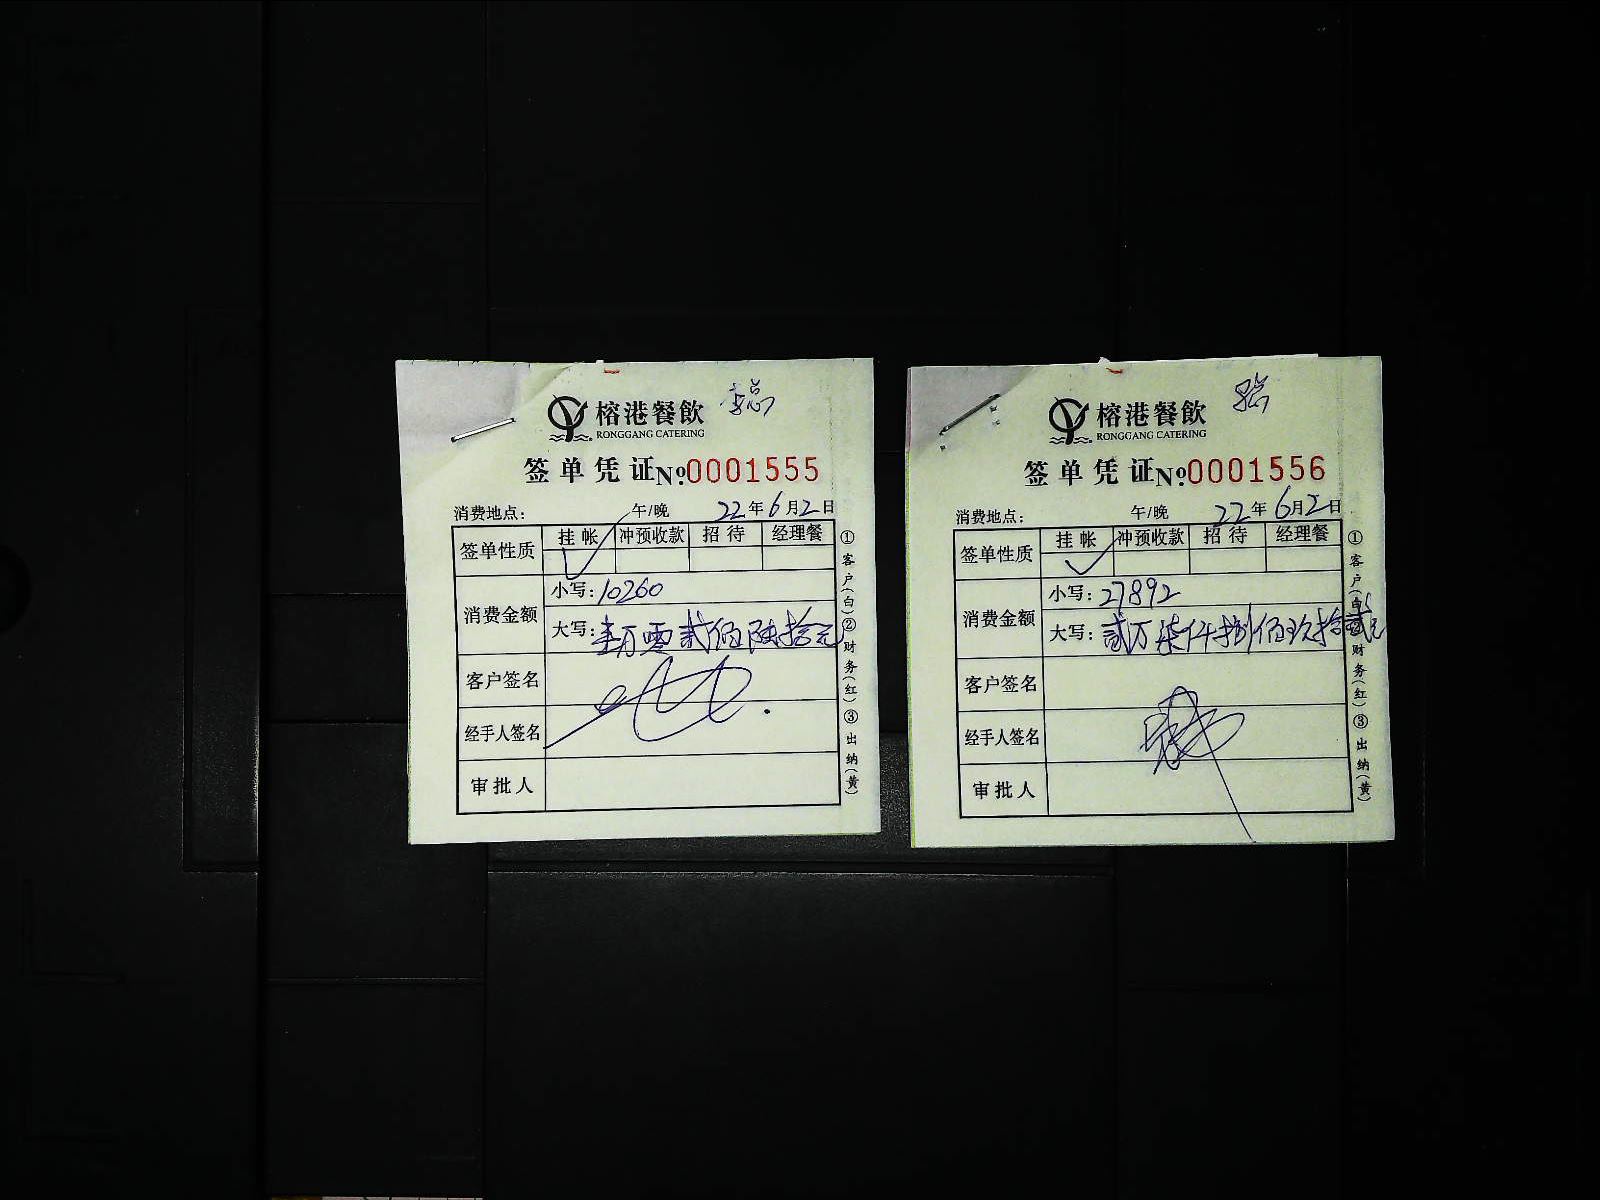 榕港餐飲
RONGGANG CATERING
签单凭证№0001555
消费地点: 午/晚 22年6月2日
签单性质 挂帐 冲预收款 招待 经理餐
消费金额
小写:10260
大写:壹万零贰佰陆拾元
客户签名
经手人签名
审批人
①客户(白)②财务(红)③出纳(黄)
榕港餐飲
RONGGANG CATERING
签单凭证№0001556
消费地点: 午/晚 22年6月2日
签单性质 挂帐 冲预收款 招待 经理餐
消费金额
小写:27892
大写:贰万柒仟捌佰玖拾贰元
客户签名
经手人签名
审批人
①客户(白)②财务(红)③出纳(黄)